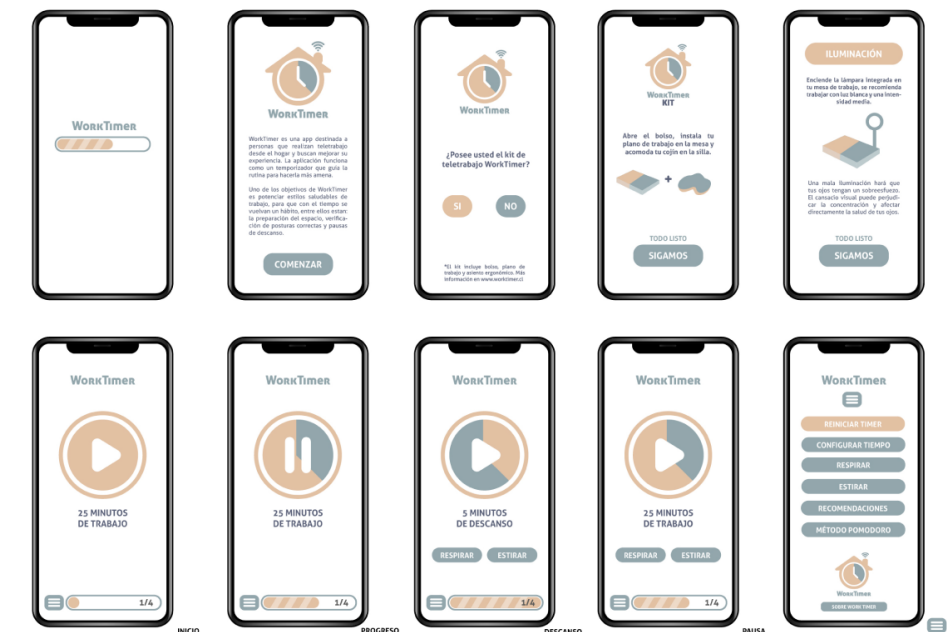 WorkTimer
WorkTimer
WorkTimer es una app destinada a
personas que realizan teletrabajo
desde el hogar y buscan mejorar su
experiencia. La aplicación funciona
como un temporizador que guía la
rutina para hacerla más amena.
Uno de los objetivos de WorkTimer
es potenciar estilos saludables de
trabajo, para que con el tiempo se
vuelvan un hábito, entre ellos estan:
la preparación del espacio, verifica-
ción de posturas correctas y pausas
de descanso.
COMENZAR
WorkTimer
¿Posee usted el kit de
teletrabajo WorkTimer?
SI
NO
*El kit incluye bolso, plano de
trabajo y asiento ergonómico. Más
información en www.worktimer.cl
WorkTimer
KIT
Abre el bolso, instala tu
plano de trabajo en la mesa y
acomoda tu cojín en la silla.
+
TODO LISTO
SIGAMOS
ILUMINACIÓN
Enciende la lámpara integrada en
tu mesa de trabajo, se recomienda
trabajar con luz blanca y una inten-
sidad media.
Una mala iluminación hará que
tus ojos tengan un sobreesfuezo.
El cansacio visual puede perjudi-
car la concentración y afectar
directamente la salud de tus ojos.
TODO LISTO
SIGAMOS
WorkTimer
25 MINUTOS
DE TRABAJO
1/4
INICIO
WorkTimer
25 MINUTOS
DE TRABAJO
1/4
PROGRESO
WorkTimer
5 MINUTOS
DE DESCANSO
RESPIRAR
ESTIRAR
1/4
DESCANSO
WorkTimer
25 MINUTOS
DE TRABAJO
RESPIRAR
ESTIRAR
1/4
PAUSA
WorkTimer
REINICIAR TIMER
CONFIGURAR TIEMPO
RESPIRAR
ESTIRAR
RECOMENDACIONES
MÉTODO POMODORO
WorkTimer
SOBRE WORK TIMER